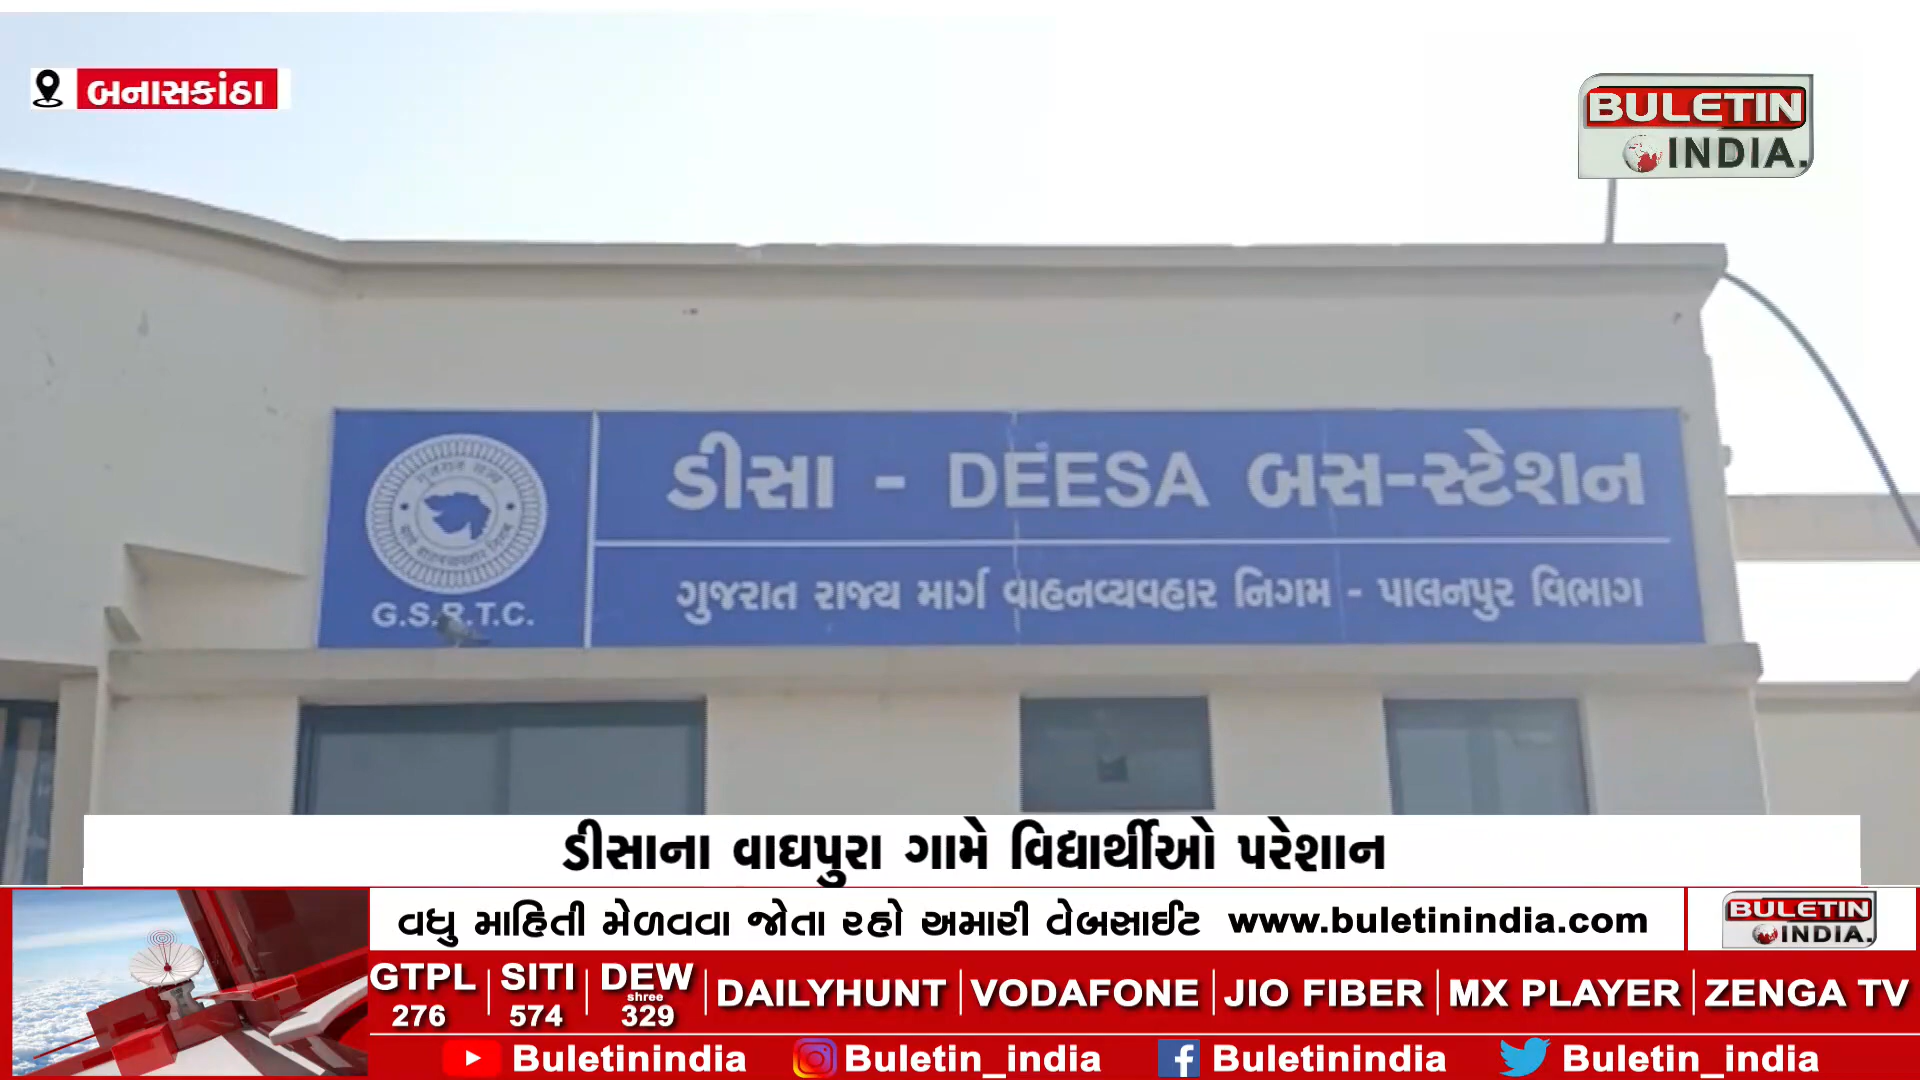 બનાસકાંઠા
BULETIN
INDIA.
ડીસા - DEESA બસ-સ્ટેશન
G.S.R.T.C.
ગુજરાત રાજ્ય માર્ગ વાહનવ્યવહાર નિગમ - પાલનપુર વિભાગ
ડીસાના વાઘપુરા ગામે વિદ્યાર્થીઓ પરેશાન
વધુ માહિતી મેળવવા જોતા રહો અમારી વેબસાઈટ www.buletinindia.com
BULETIN
INDIA.
GTPL 276 | SITI 574 | DEW shree 329 | DAILYHUNT | VODAFONE | JIO FIBER | MX PLAYER | ZENGA TV
Buletinindia Buletin_india Buletinindia Buletin_india